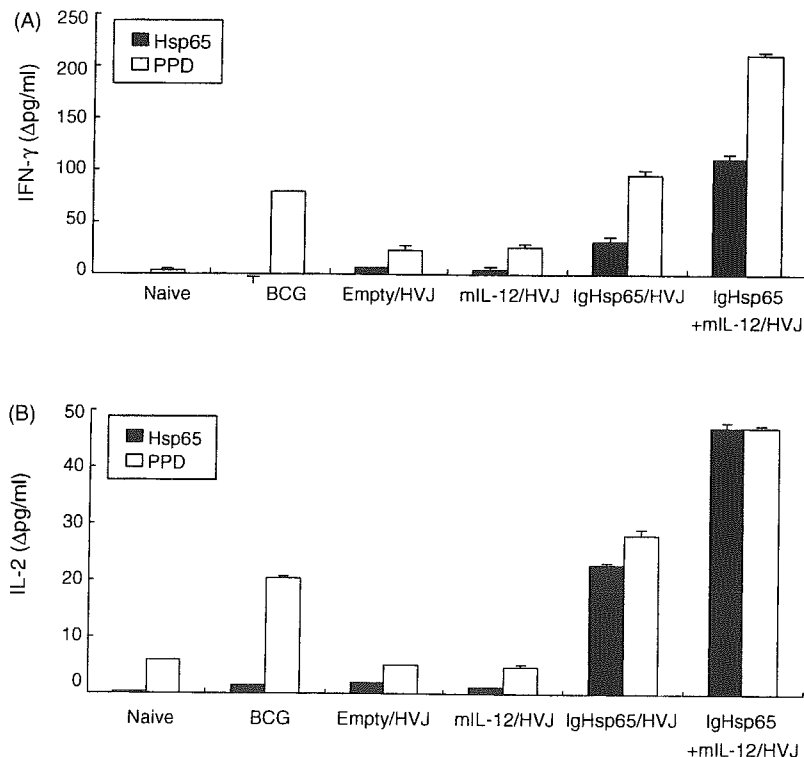 (A)
250
200
150
100
50
0
IFN-γ (Δpg/ml)
Hsp65
PPD
Naive BCG Empty/HVJ mIL-12/HVJ IgHsp65/HVJ IgHsp65
+mIL-12/HVJ
(B)
50
40
30
20
10
0
IL-2 (Δpg/ml)
Hsp65
PPD
Naive BCG Empty/HVJ mIL-12/HVJ IgHsp65/HVJ IgHsp65
+mIL-12/HVJ